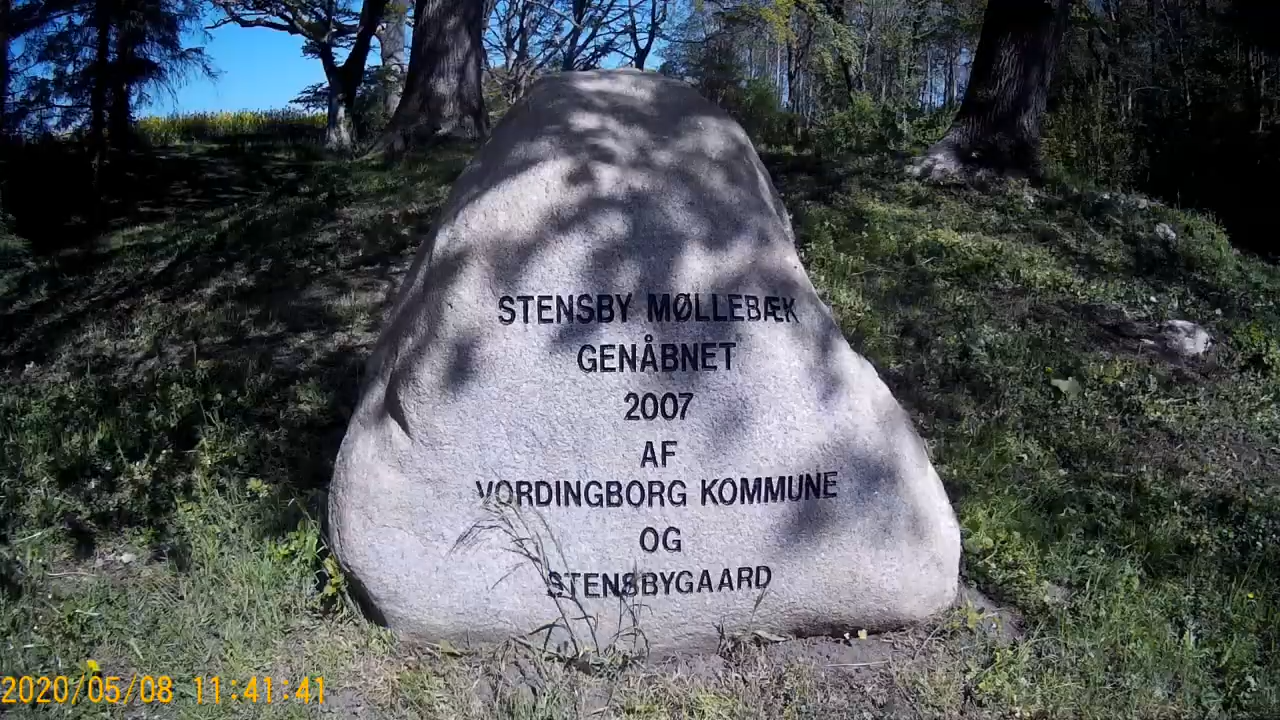 STENSBY MØLLEBÆK
GENÅBNET
2007
AF
VORDINGBORG KOMMUNE
OG
STENSBYGAARD
2020/05/08 11:41:41